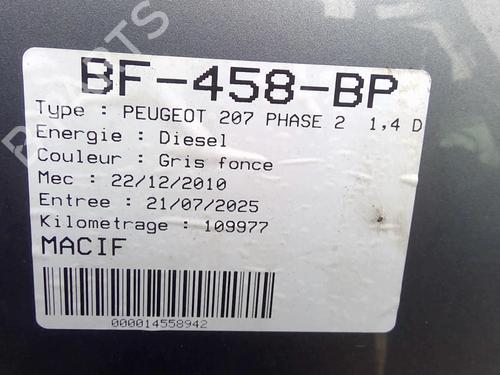 BF-458-BP
Type : PEUGEOT 207 PHASE 2 1,4 D
Energie : Diesel
Couleur : Gris fonce
Mec : 22/12/2010
Entree : 21/07/2025
Kilometrage : 109977
MACIF
000014558942